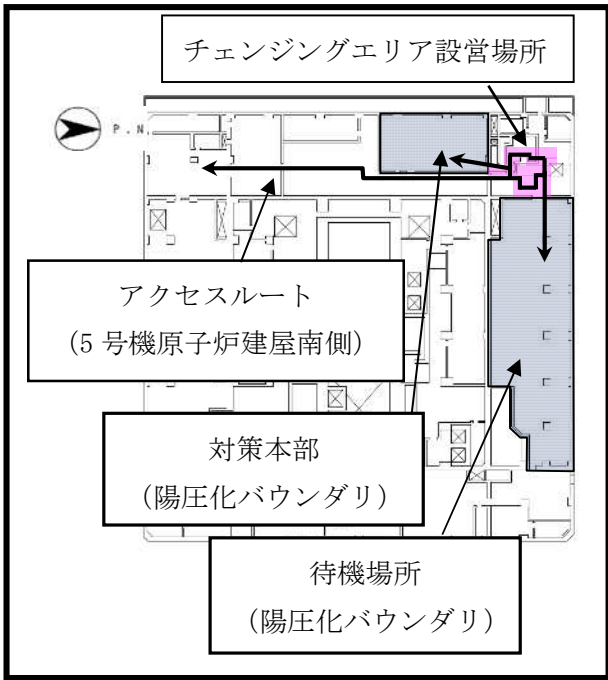 チェンジングエリア設営場所
P.N.
アクセスルート
(5 号機原子炉建屋南側)
対策本部
(陽圧化バウンダリ)
待機場所
(陽圧化バウンダリ)